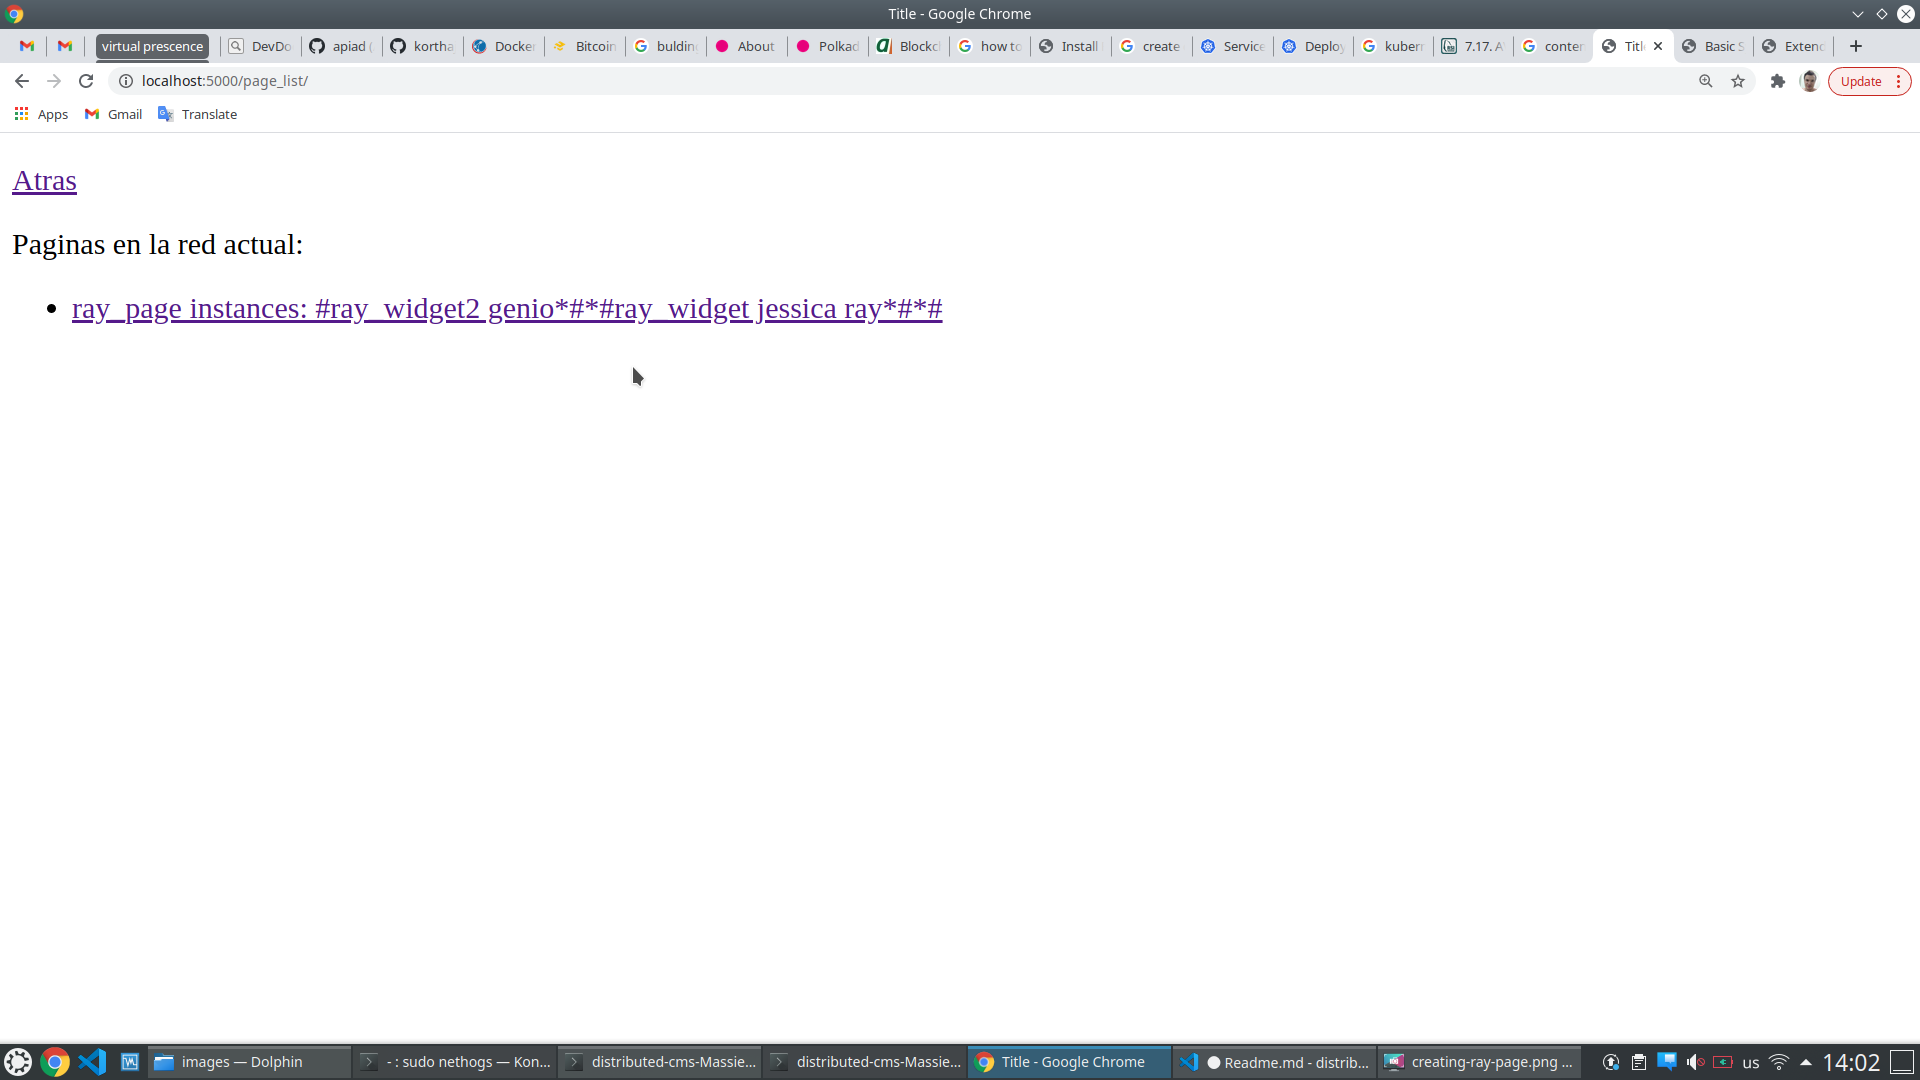 Title - Google Chrome
virtual prescence DevDo apiad kortha Docke Bitcoin buldin About Polkad Blockc how to Install create Service Deploy kuber 7.17. A conter Titl Basic S Extend
localhost:5000/page_list/ Update
Apps Gmail Translate
Atras
Paginas en la red actual:
ray_page instances: #ray_widget2 genio*#*#ray_widget jessica ray*#*#
images — Dolphin - : sudo nethogs — Kon... distributed-cms-Massie... distributed-cms-Massie... Title - Google Chrome Readme.md - distrib... creating-ray-page.png ... us 14:02